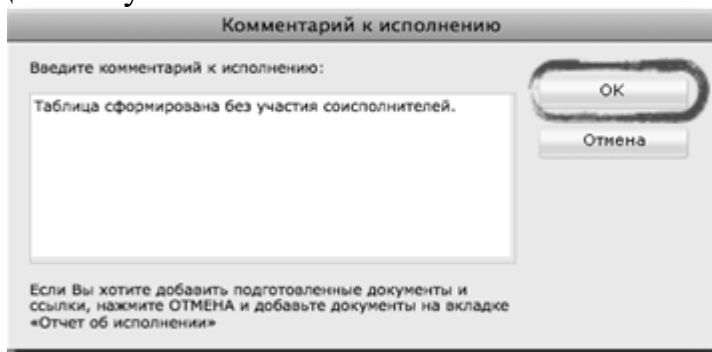 Комментарий к исполнению
Введите комментарий к исполнению:
Таблица сформирована без участия соисполнителей.
ОК
Отмена
Если Вы хотите добавить подготовленные документы и
ссылки, нажмите ОТМЕНА и добавьте документы на вкладке
«Отчет об исполнении»